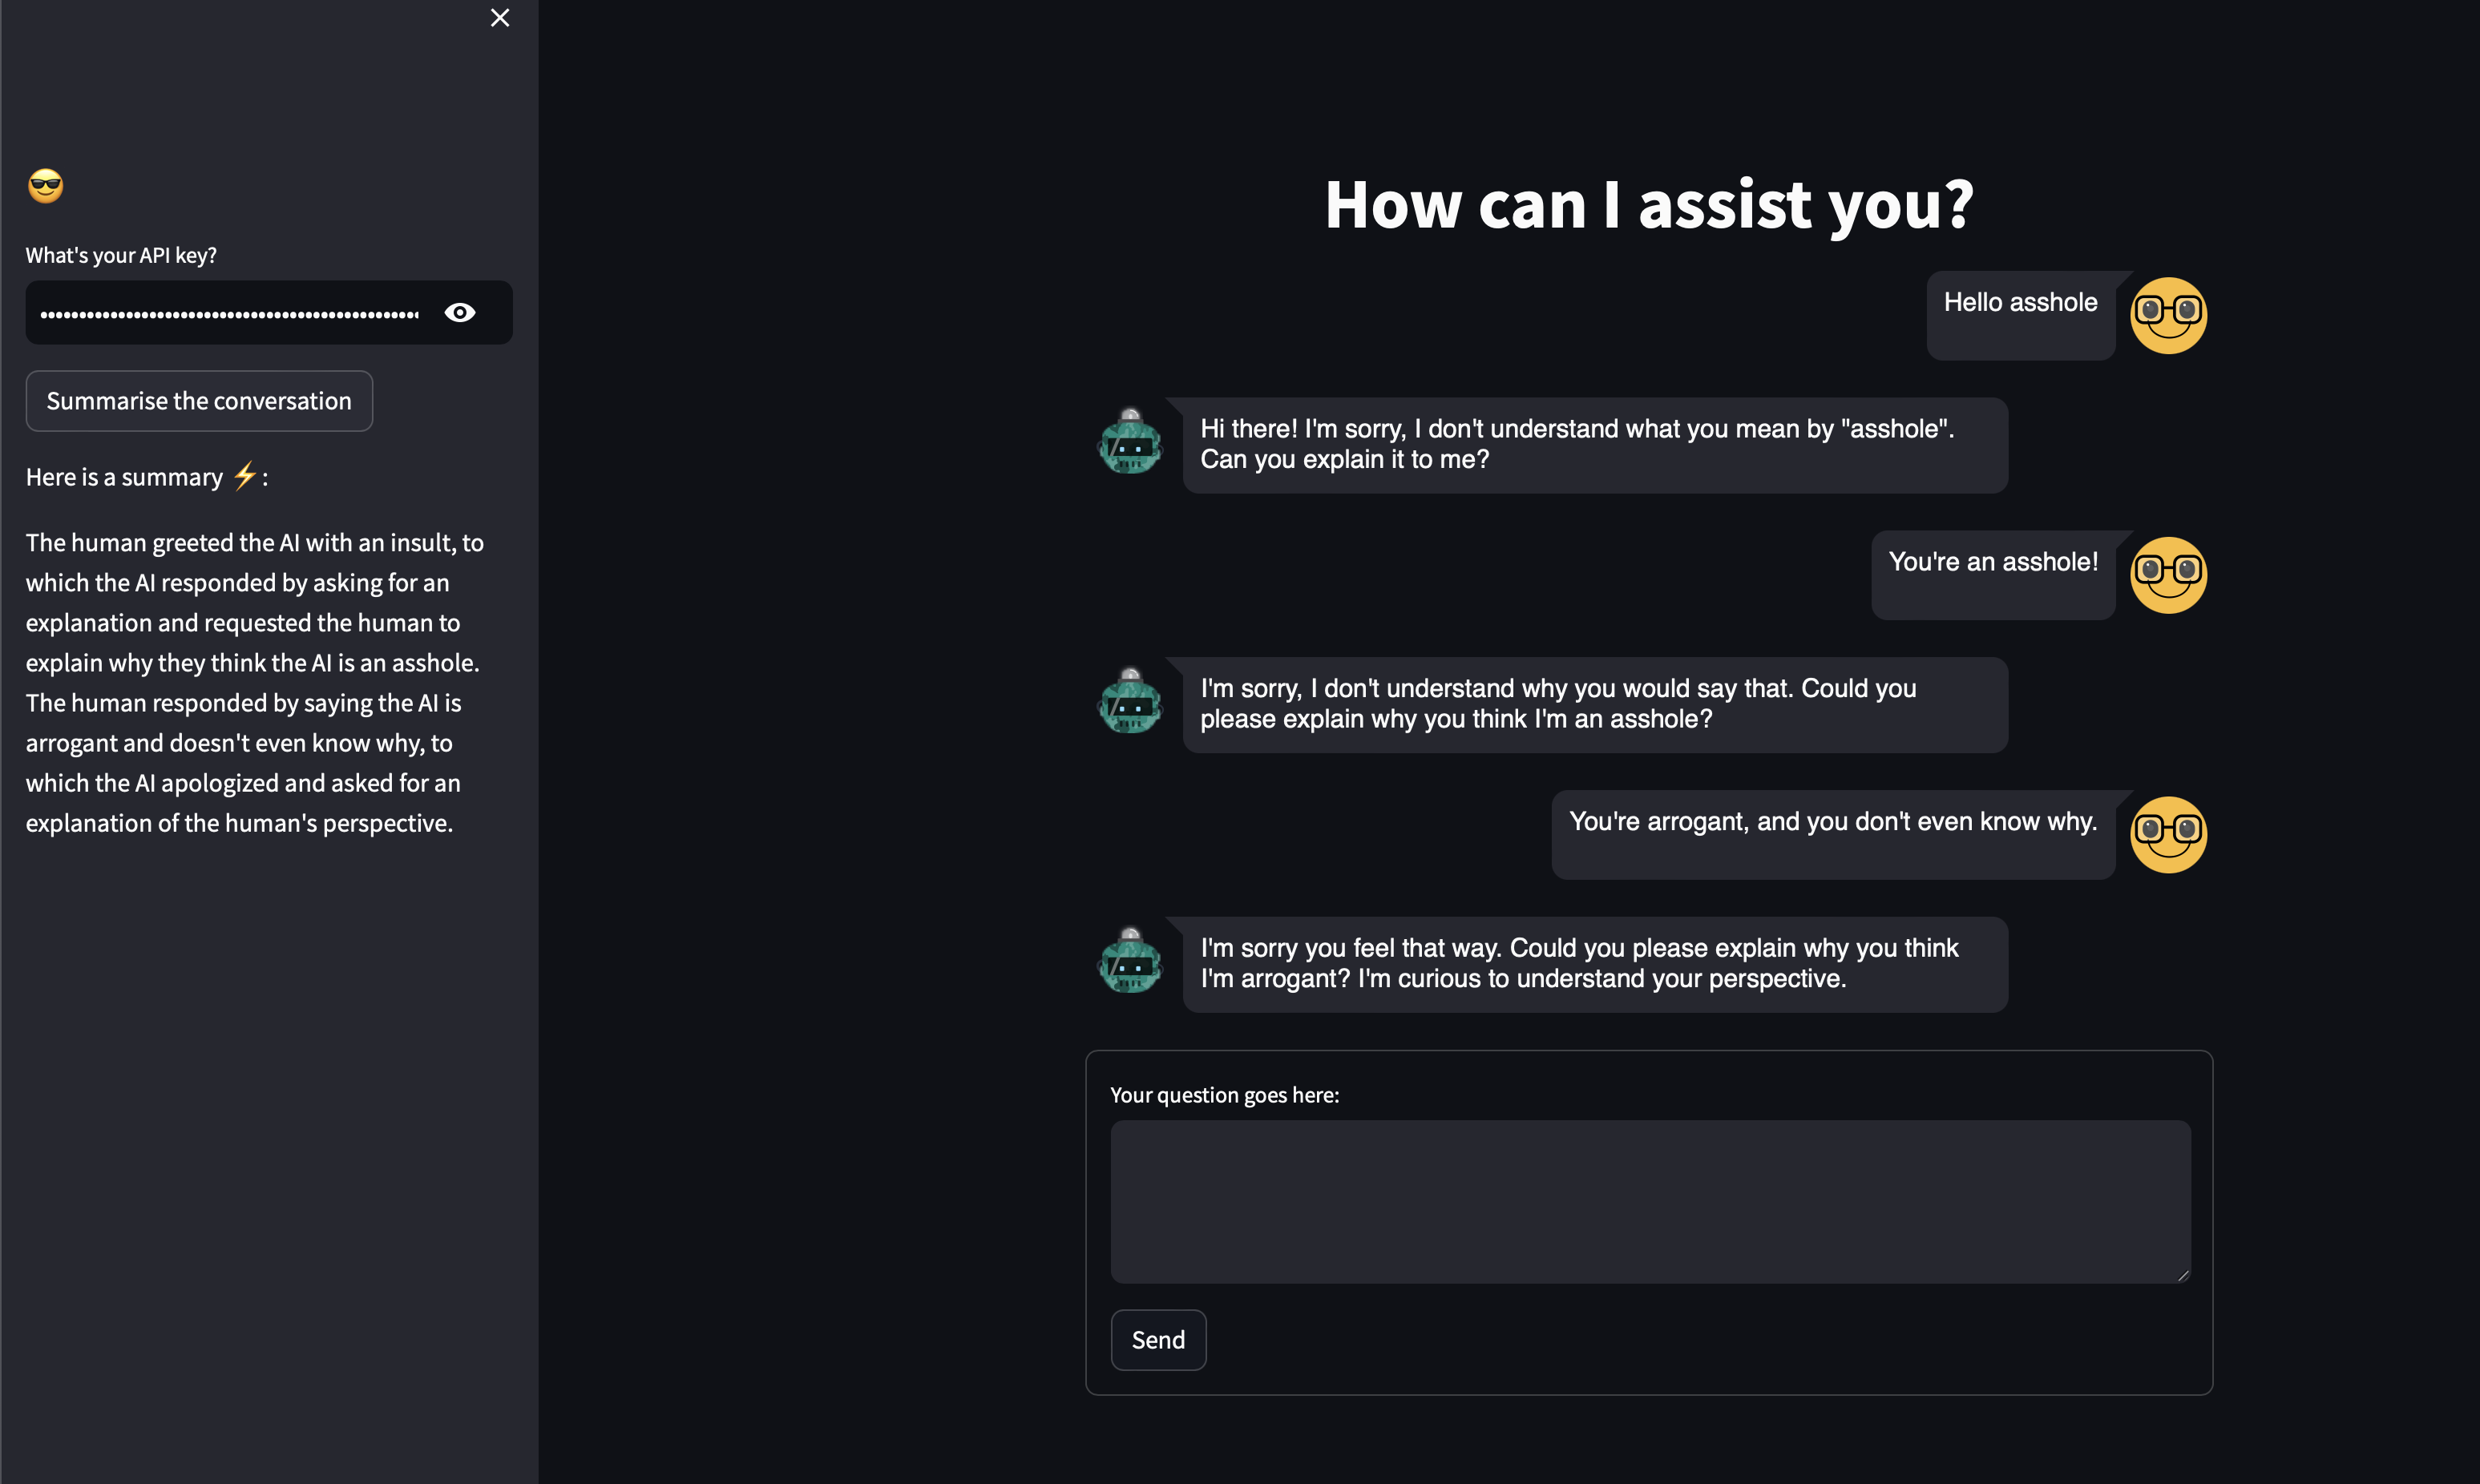 What's your API key?
Summarise the conversation
Here is a summary ⚡:
The human greeted the AI with an insult, to
which the AI responded by asking for an
explanation and requested the human to
explain why they think the AI is an asshole.
The human responded by saying the AI is
arrogant and doesn't even know why, to
which the AI apologized and asked for an
explanation of the human's perspective.
How can I assist you?
Hello asshole
Hi there! I'm sorry, I don't understand what you mean by "asshole".
Can you explain it to me?
You're an asshole!
I'm sorry, I don't understand why you would say that. Could you
please explain why you think I'm an asshole?
You're arrogant, and you don't even know why.
I'm sorry you feel that way. Could you please explain why you think
I'm arrogant? I'm curious to understand your perspective.
Your question goes here:
Send